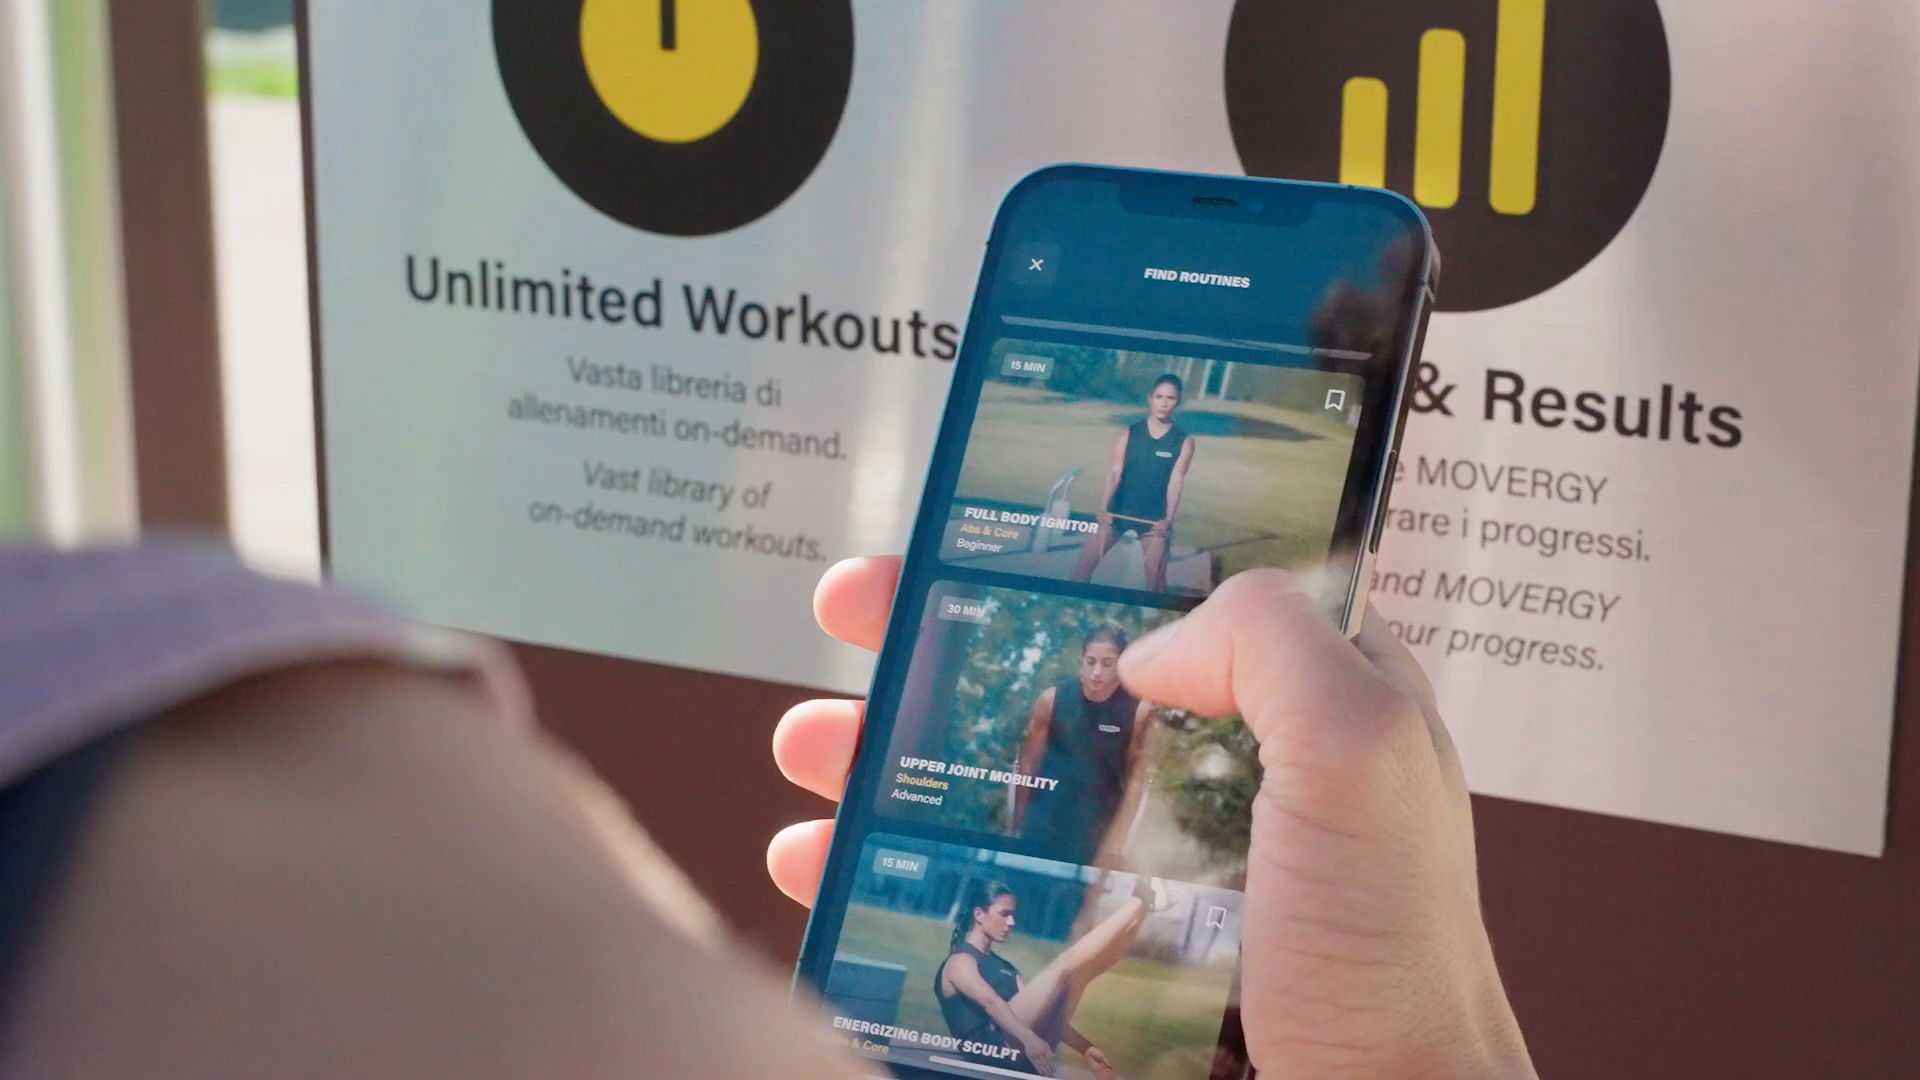 Unlimited Workouts
Vasta libreria di
allenamenti on-demand.
Vast library of
on-demand workouts.
& Results
MOVERGY
i progressi.
and MOVERGY
progress.
FIND ROUTINES
15 MIN
FULL BODY IGNITOR
Abs & Core
Beginner
30 MIN
UPPER JOINT MOBILITY
Shoulders
Advanced
15 MIN
ENERGIZING BODY SCULPT
Abs & Core